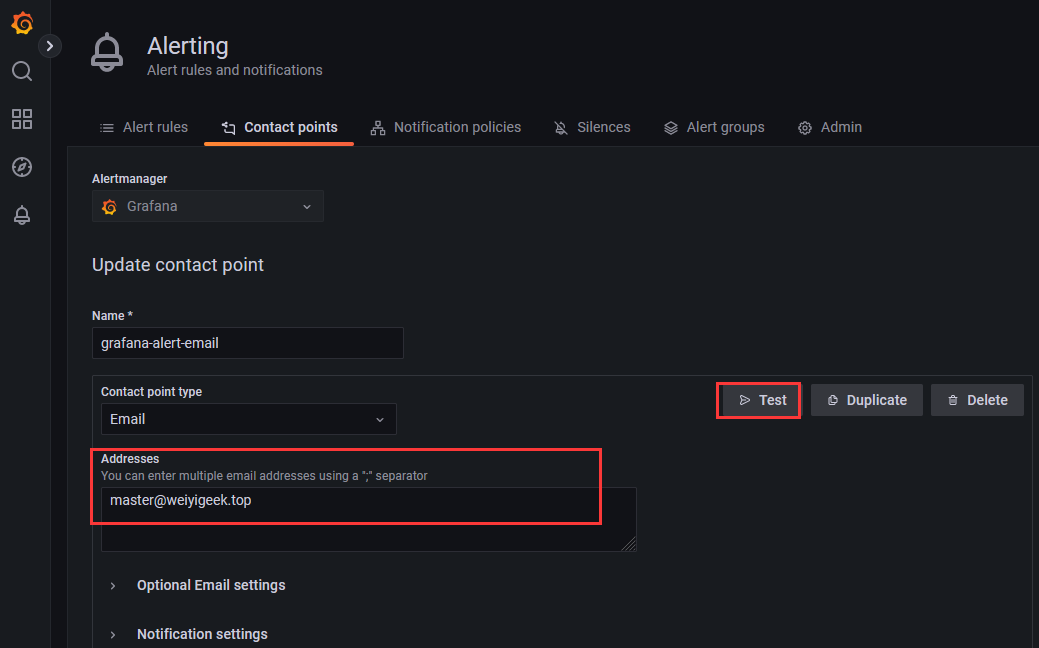 Alerting
Alert rules and notifications
Alert rules Contact points Notification policies Silences Alert groups Admin
Alertmanager
Grafana
Update contact point
Name *
grafana-alert-email
Contact point type
Email
Test Duplicate Delete
Addresses
You can enter multiple email addresses using a ";" separator
master@weiyigeek.top
Optional Email settings
Notification settings